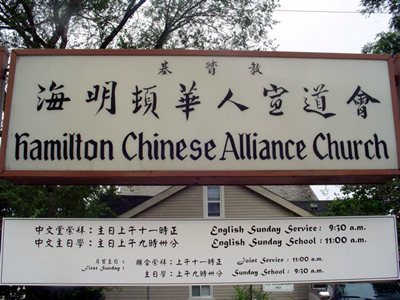 基督教
海明頓華人宣道會
Hamilton Chinese Alliance Church
中文堂崇拜：主日上午十一時正 English Sunday Service : 9:30 a.m.
中文主日學：主日上午九時卅分 English Sunday School : 11:00 a.m.
月首主日： 聯合崇拜：上午十一時正 Joint Service : 11:00 a.m.
First Sunday : 主日學：上午九時卅分 Sunday School : 9:30 a.m.